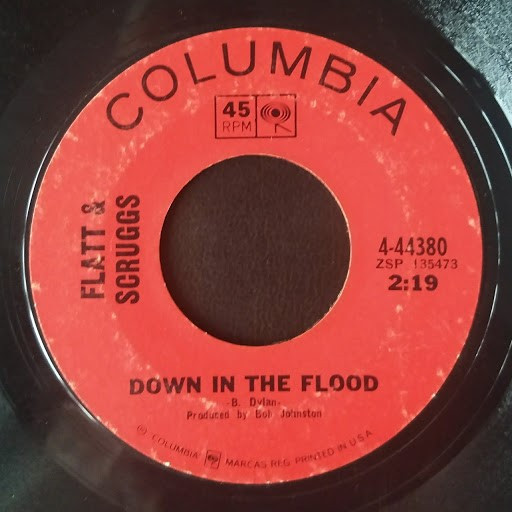 COLUMBIA
45
RPM
FLATT &
SCRUGGS
4-44380
ZSP 135473
2:19
DOWN IN THE FLOOD
-B. Dylan-
Produced by Bob Johnston
® "COLUMBIA" MARCAS REG. PRINTED IN U.S.A.